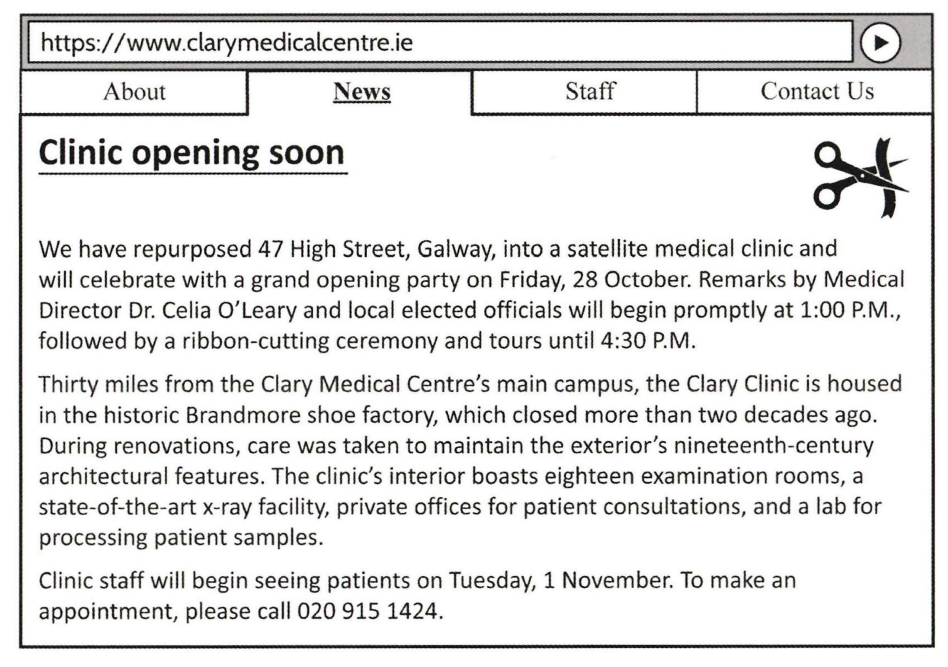 https://www.clarymedicalcentre.ie
About
News
Staff
Contact Us
Clinic opening soon
We have repurposed 47 High Street, Galway, into a satellite medical clinic and
will celebrate with a grand opening party on Friday, 28 October. Remarks by Medical
Director Dr. Celia O'Leary and local elected officials will begin promptly at 1:00 P.M.,
followed by a ribbon-cutting ceremony and tours until 4:30 P.M.
Thirty miles from the Clary Medical Centre's main campus, the Clary Clinic is housed
in the historic Brandmore shoe factory, which closed more than two decades ago.
During renovations, care was taken to maintain the exterior's nineteenth-century
architectural features. The clinic's interior boasts eighteen examination rooms, a
state-of-the-art x-ray facility, private offices for patient consultations, and a lab for
processing patient samples.
Clinic staff will begin seeing patients on Tuesday, 1 November. To make an
appointment, please call 020 915 1424.